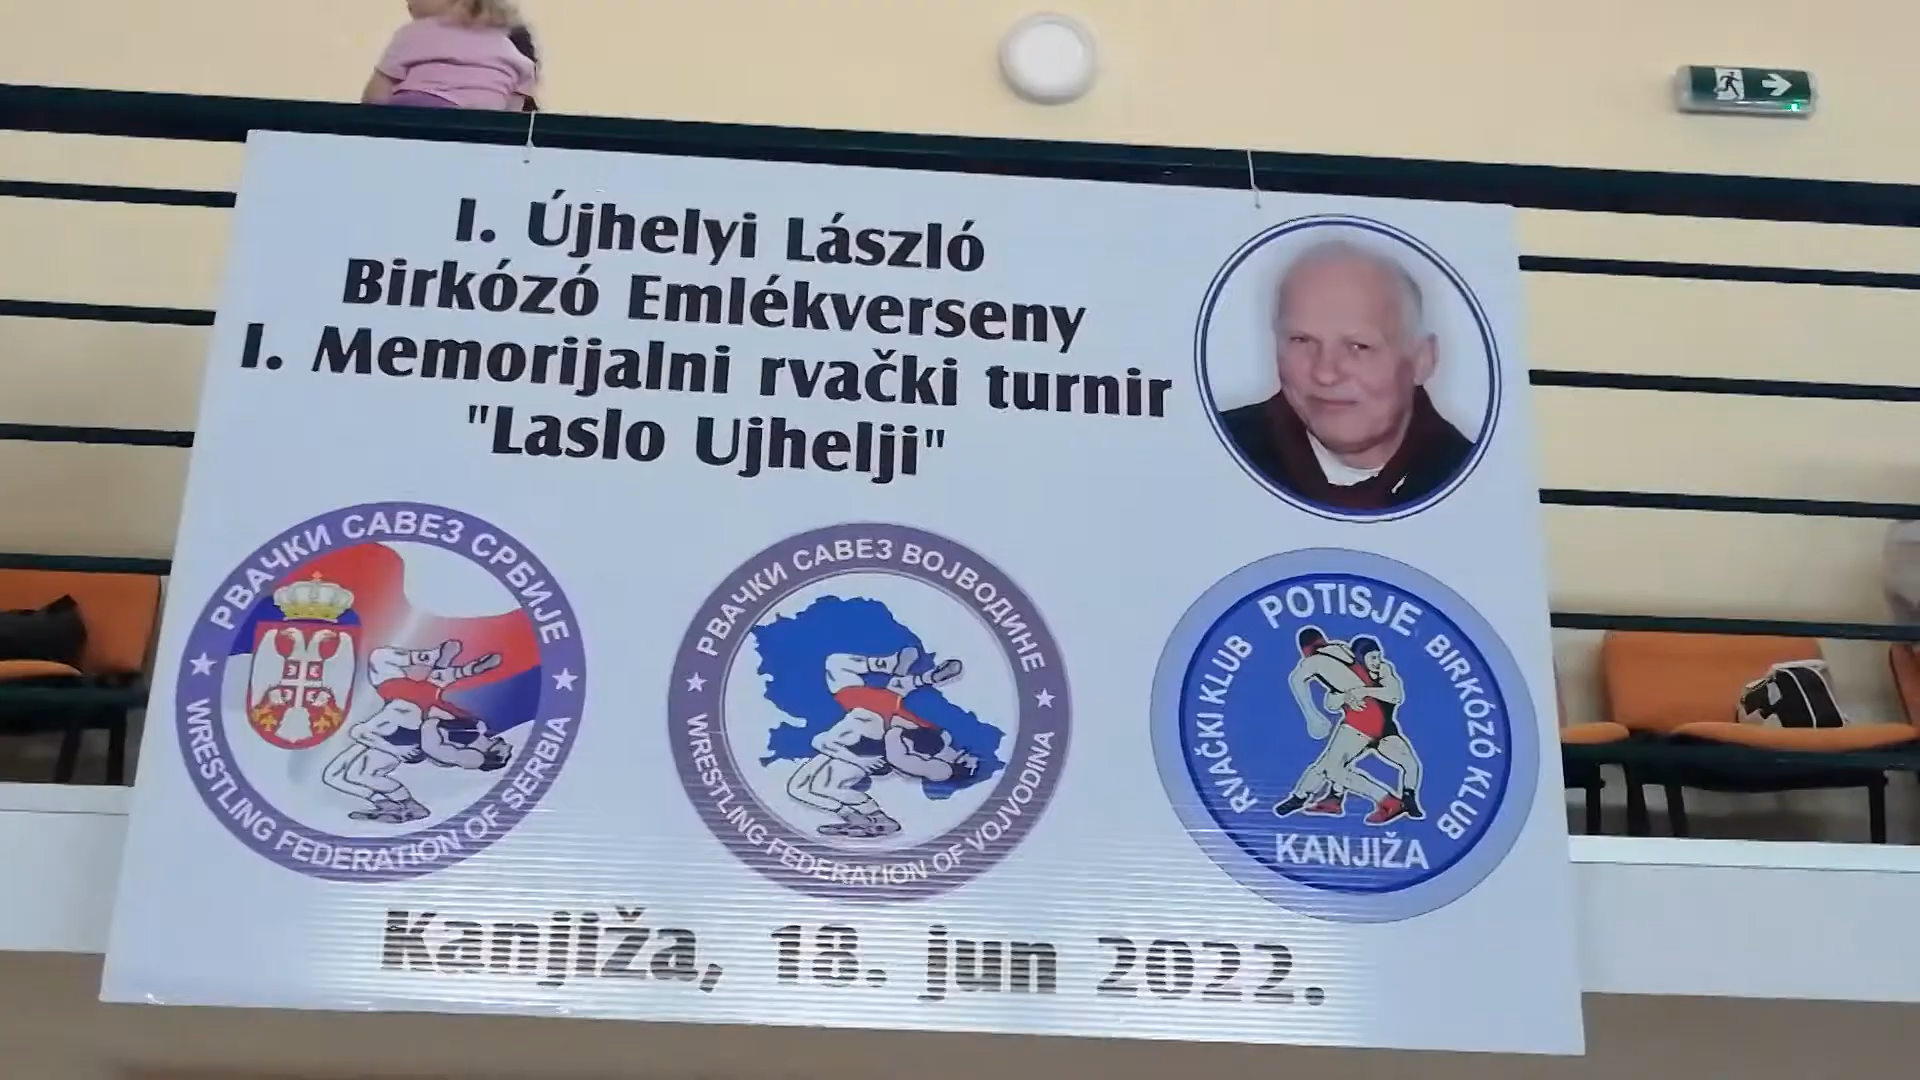 I. Újhelyi László
Birkózó Emlékverseny
I. Memorijalni rvački turnir
"Laslo Ujhelji"
РВАЧКИ САВЕЗ СРБИЈЕ
WRESTLING FEDERATION OF SERBIA
РВАЧКИ САВЕЗ ВОЈВОДИНЕ
WRESTLING FEDERATION OF VOJVODINA
POTISJE
RVAČKI KLUB
BIRKÓZÓ KLUB
KANJIŽA
Kanjiža, 18. jun 2022.